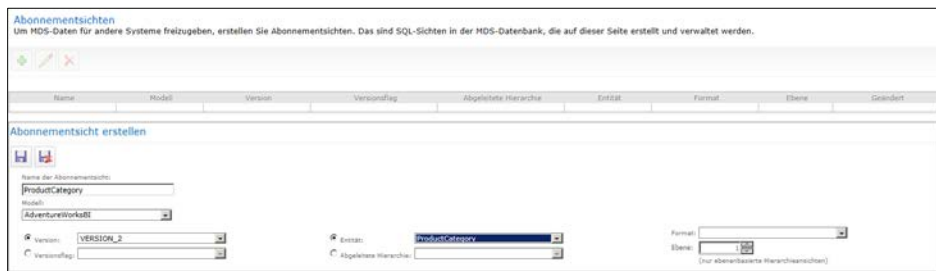 Abonnementsichten
Um MDS-Daten für andere Systeme freizugeben, erstellen Sie Abonnementsichten. Das sind SQL-Sichten in der MDS-Datenbank, die auf dieser Seite erstellt und verwaltet werden.
Name Modell Version Versionsflag Abgeleitete Hierarchie Entität Format Ebene Geändert
Abonnementsicht erstellen
Name der Abonnementsicht:
ProductCategory
Modell:
AdventureWorksBI
Version: VERSION_2 Entität: ProductCategory Format:
Versionsflag: Abgeleitete Hierarchie: Ebene: 1
(nur ebenenbasierte Hierarchieansichten)